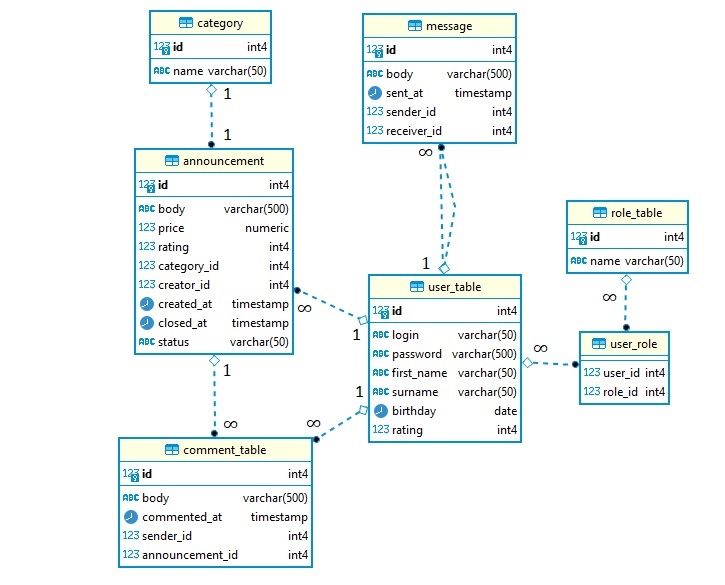 category
123 id int4
ABC name varchar(50)
1
1
announcement
123 id int4
ABC body varchar(500)
123 price numeric
123 rating int4
123 category_id int4
123 creator_id int4
created_at timestamp
closed_at timestamp
ABC status varchar(50)
∞
1
1
∞
message
123 id int4
ABC body varchar(500)
sent_at timestamp
123 sender_id int4
123 receiver_id int4
∞
1
user_table
123 id int4
ABC login varchar(50)
ABC password varchar(500)
ABC first_name varchar(50)
ABC surname varchar(50)
birthday date
123 rating int4
1
∞
∞
role_table
123 id int4
ABC name varchar(50)
∞
user_role
123 user_id int4
123 role_id int4
comment_table
123 id int4
ABC body varchar(500)
commented_at timestamp
123 sender_id int4
123 announcement_id int4